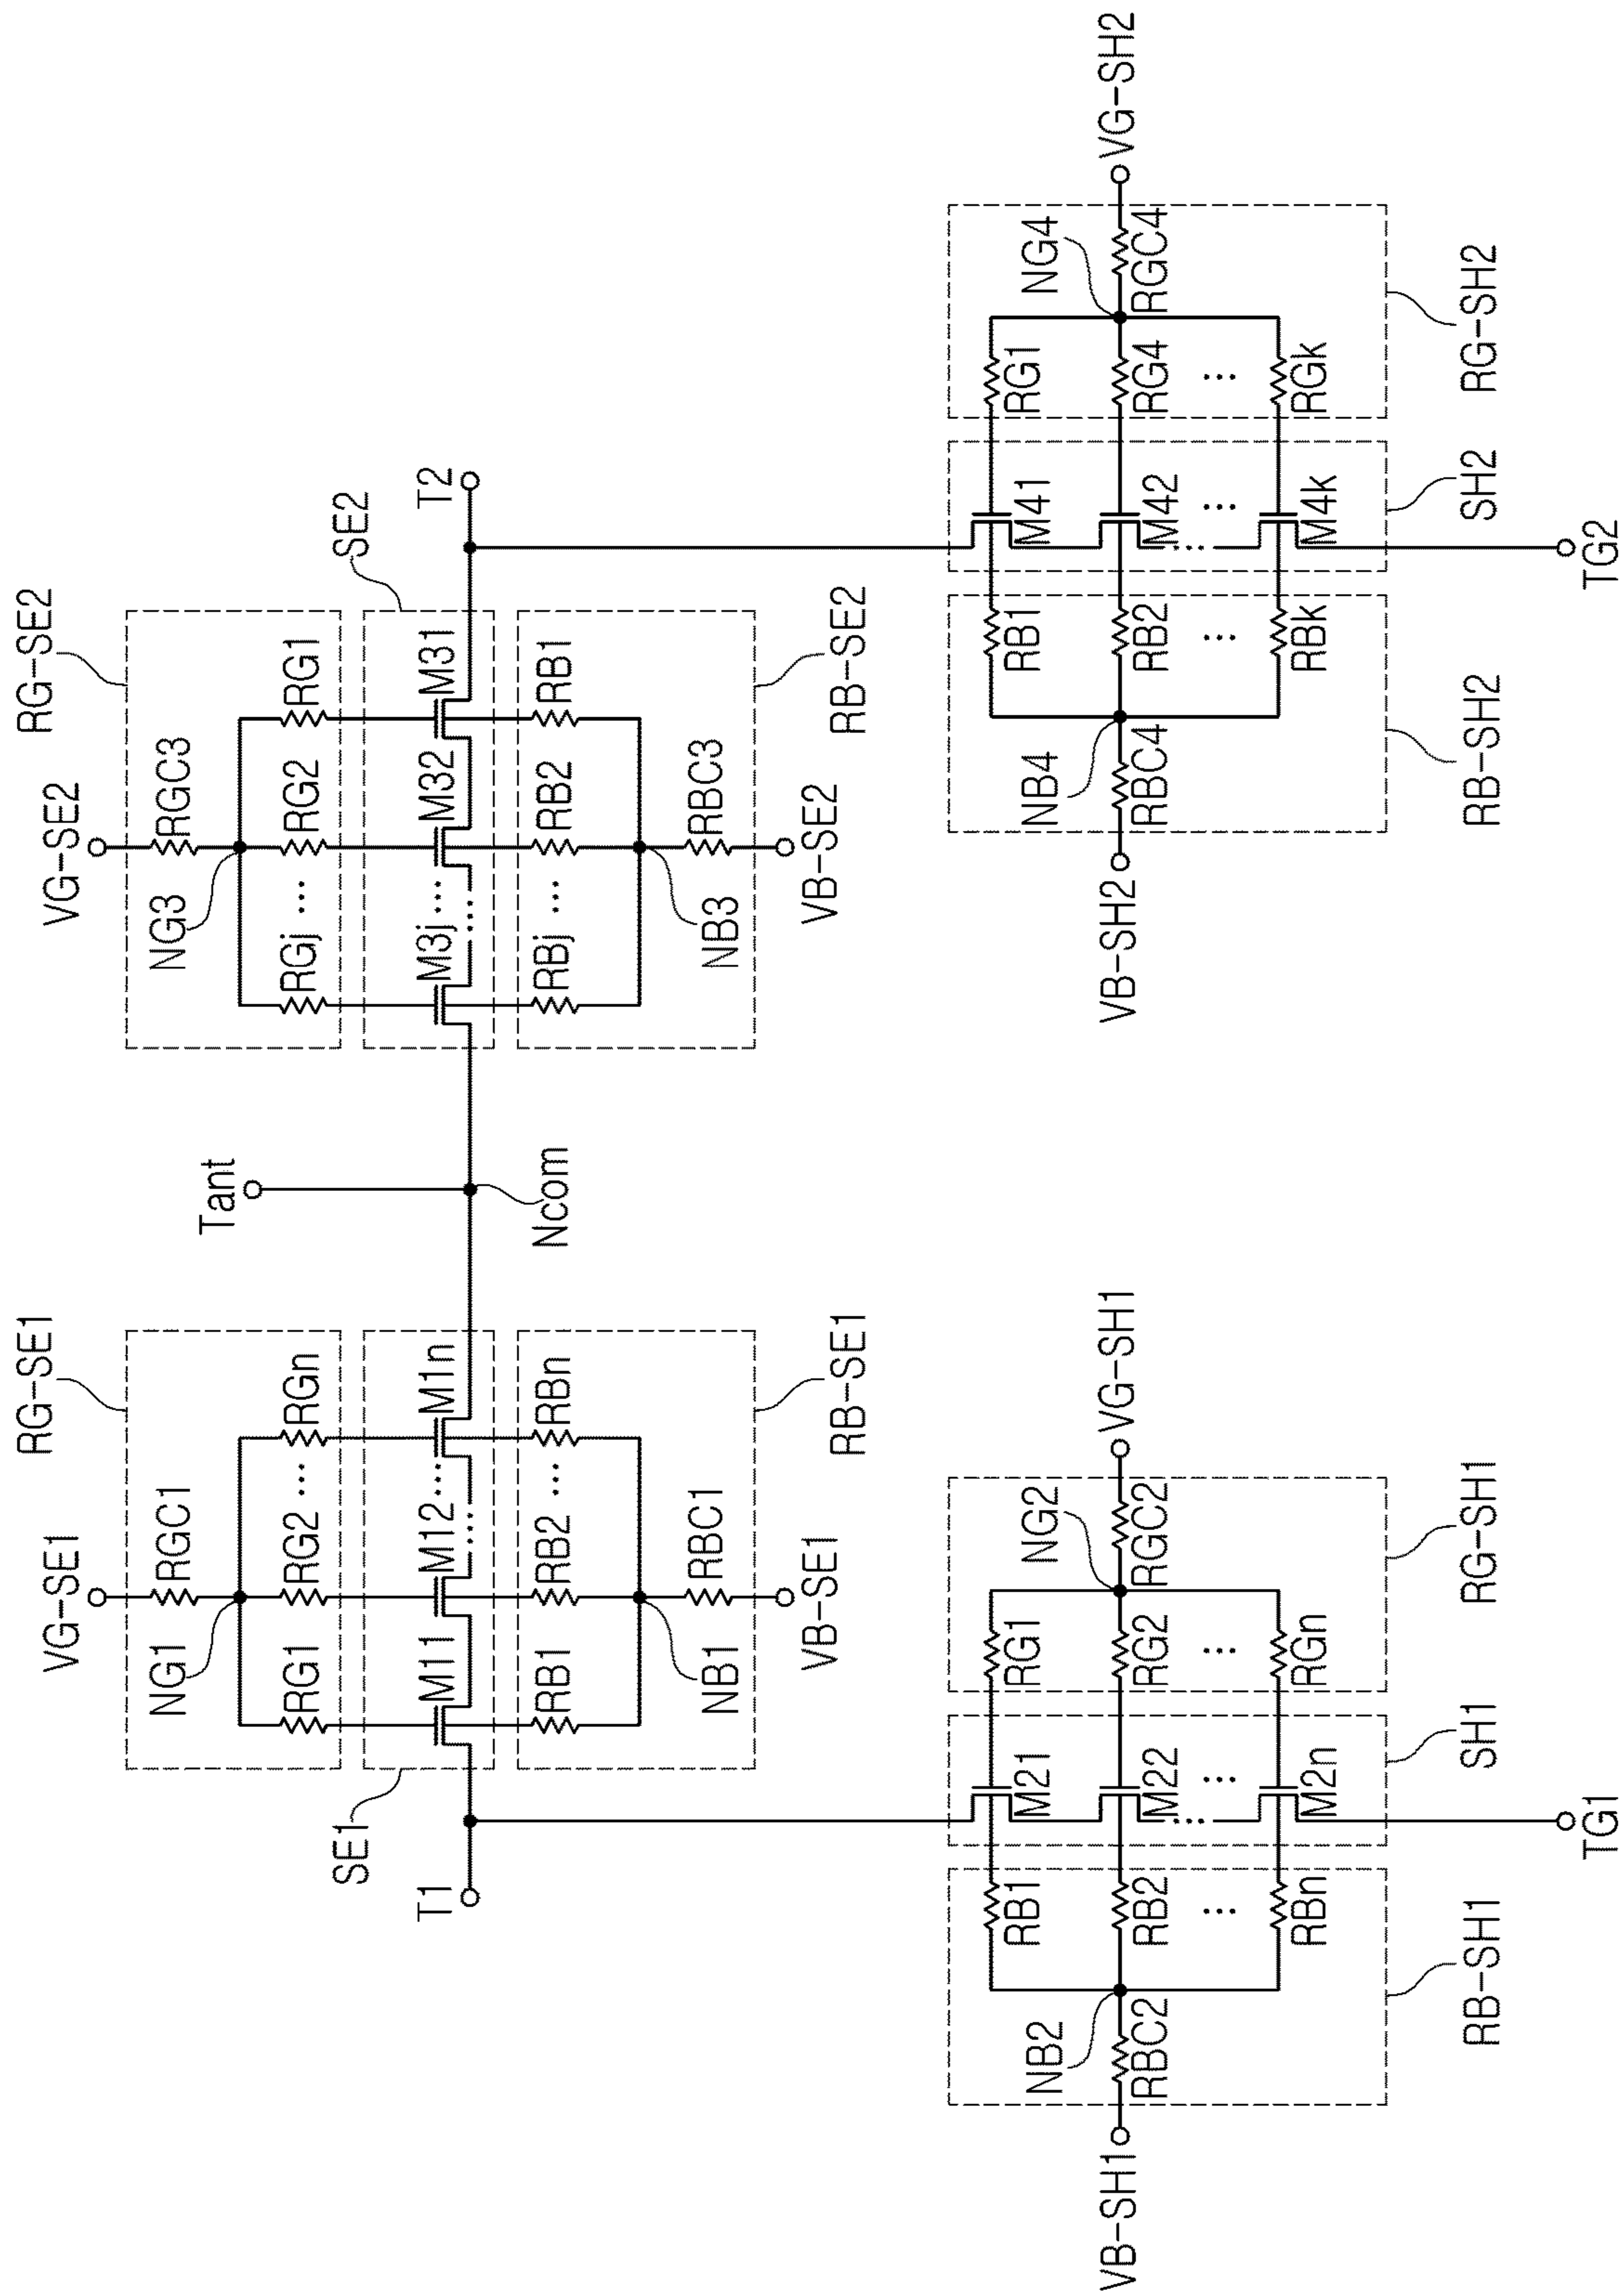 RG-SE1
RG-SE2
VG-SE1
VG-SE2
NG1
RGC1
Tant
NG3
RGC3
RG1
RG2
...
RGn
RGj
...
RG2
RG1
SE1
SE2
T1
M11
M12
...
M1n
M3j
...
M32
M31
T2
...
...
Ncom
RB1
RB2
...
RBn
RBj
...
RB2
RB1
NB1
RBC1
NB3
RBC3
VB-SE1
VB-SE2
RB-SE1
RB-SE2
NB2
NG2
NB4
NG4
RB1
M21
RG1
RB1
M41
RG1
VB-SH1
RBC2
RB2
M22
RG2
RGC2
VG-SH1
VB-SH2
RBC4
RB2
M42
RG4
RGC4
VG-SH2
...
...
...
...
...
...
...
...
RBn
M2n
RGn
RBk
M4k
RGk
RB-SH1
SH1
RG-SH1
RB-SH2
SH2
RG-SH2
TG1
TG2